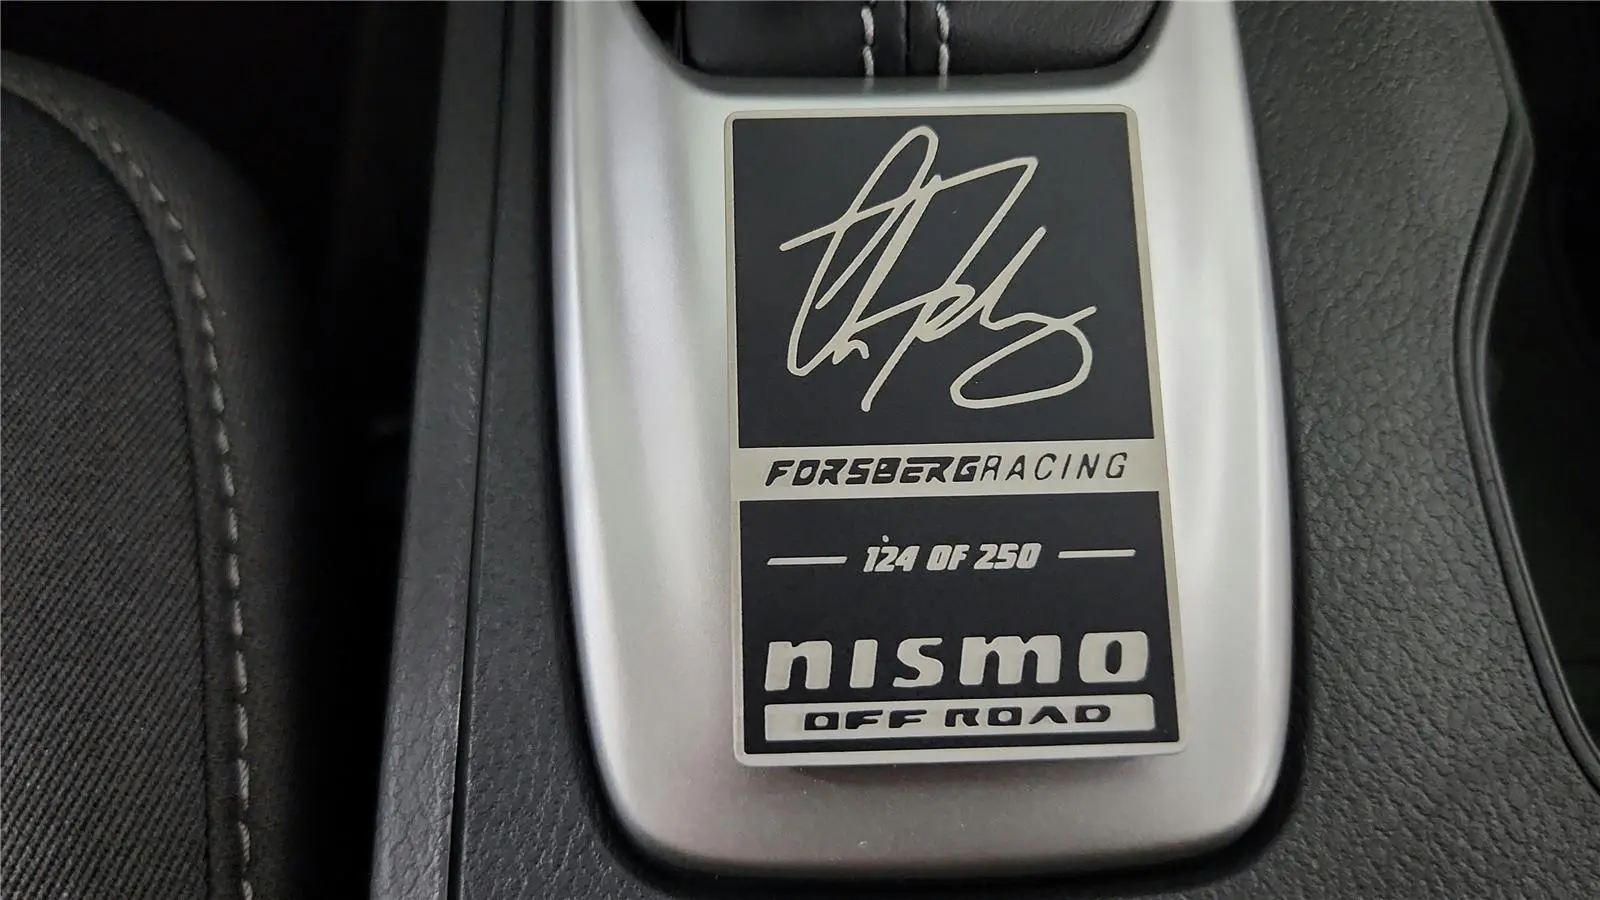 FORSBERGRACING
124 OF 250
nismo
OFF ROAD